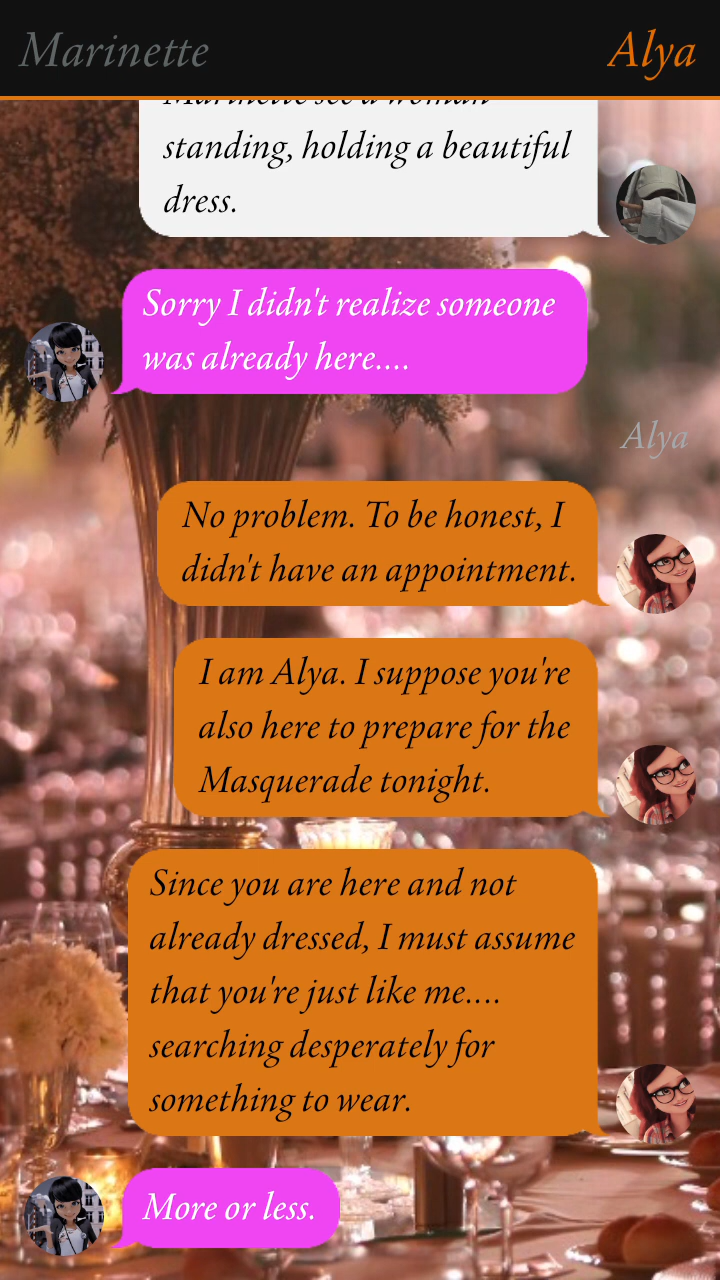 Marinette
Alya
Marinette see a woman
standing, holding a beautiful
dress.
Sorry I didn't realize someone
was already here....
Alya
No problem. To be honest, I
didn't have an appointment.
I am Alya. I suppose you're
also here to prepare for the
Masquerade tonight.
Since you are here and not
already dressed, I must assume
that you're just like me....
searching desperately for
something to wear.
More or less.